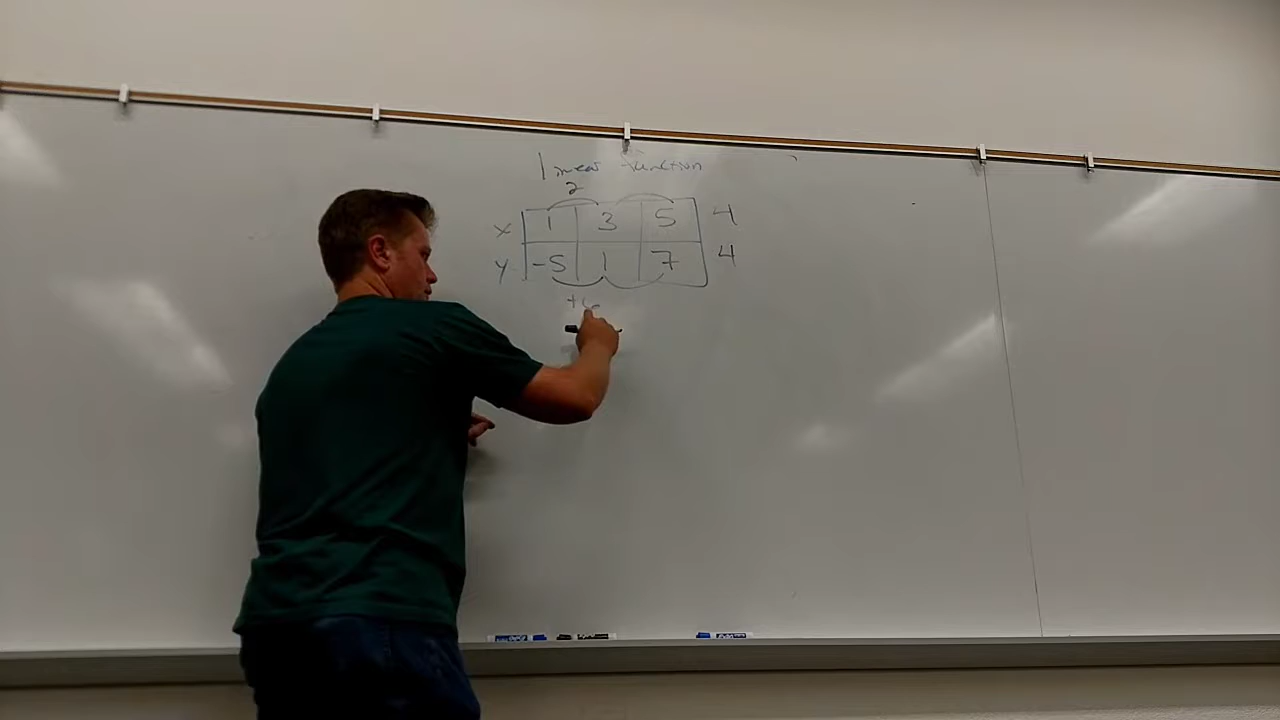 linear function
2
x 1 3 5 4
y -5 1 7 4
+6